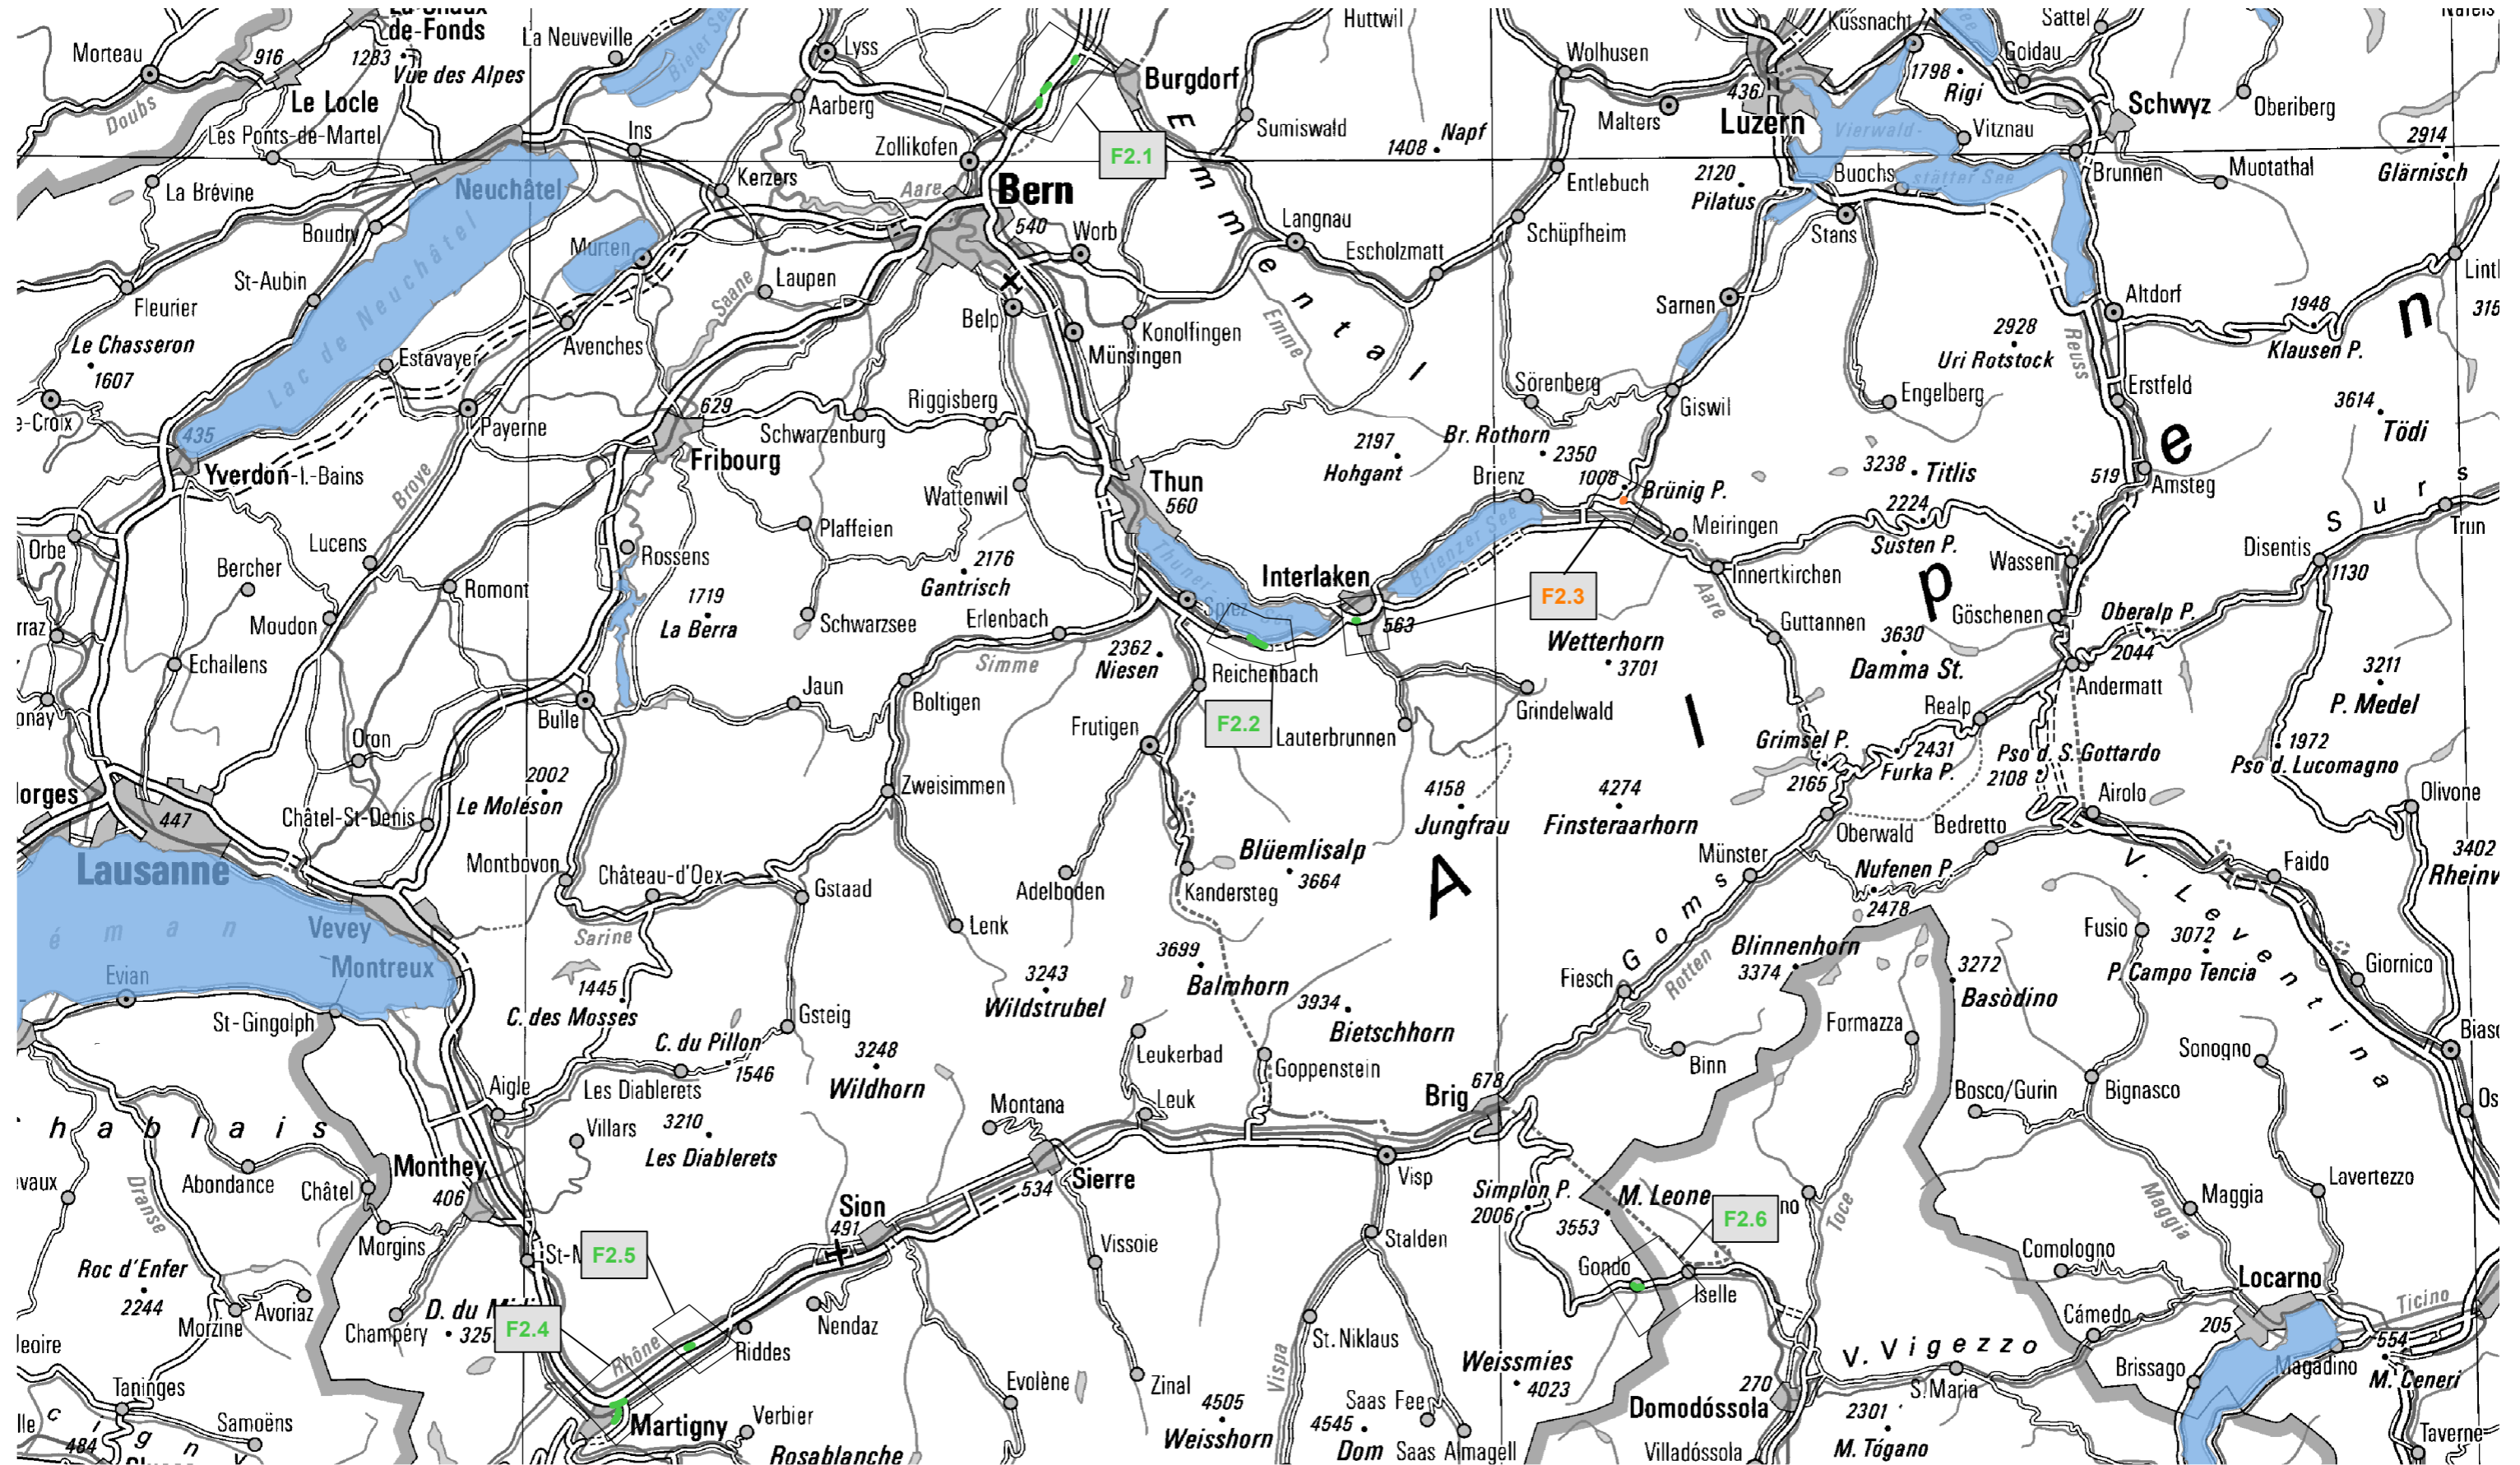 de-Fonds
La Neuveville
Bieler See
Lyss
Huttwil
Küssnacht
Sattel
Morteau
916
1283
Vue des Alpes
Burgdorf
Wolhusen
1798
Rigi
Goldau
Doubs
Le Locle
Aarberg
436
Luzern
Schwyz
Oberiberg
Les Ponts-de-Martel
Ins
Zollikofen
F2.1
Sumiswald
1408
Napf
Malters
Vierwald-
Vitznau
2914
Glärnisch
La Brévine
Neuchâtel
Kerzers
Aare
Bern
Emmental
Entlebuch
2120
Pilatus
Buochs
stätter See
Brunnen
Muotathal
Boudry
Murten
540
Worb
Langnau
Escholzmatt
Schüpfheim
Stans
St-Aubin
Fleurier
Lac de Neuchâtel
Saane
Laupen
Belp
Konolfingen
Emme
Sarnen
Altdorf
1948
Klausen P.
Le Chasseron
1607
Estavayer
Avenches
Münsingen
2928
Uri Rotstock
Reuss
Erstfeld
Payerne
629
Schwarzenburg
Riggisberg
Sörenberg
Giswil
Engelberg
3614
Tödi
435
Yverdon-l.-Bains
Broye
Fribourg
Thun
560
Wattenwil
2197
Hohgant
Br. Rothorn
2350
Brienz
1008
Brünig P.
3238
Titlis
519
Amsteg
Orbe
Lucens
Plaffeien
Meiringen
2224
Susten P.
Wassen
Disentis
1130
Trun
Surs
Bercher
Rossens
2176
Gantrisch
Thuner-
Spiez
See
Interlaken
Brienzer See
F2.3
Innertkirchen
Aare
Romont
Moudon
1719
La Berra
Schwarzsee
Erlenbach
Simme
2362
Niesen
563
Wetterhorn
3701
Guttannen
Göschenen
Oberalp P.
2044
Echallens
Reichenbach
3630
Damma St.
Andermatt
3211
P. Medel
Bulle
Jaun
Boltigen
Frutigen
F2.2
Lauterbrunnen
Grindelwald
Realp
Oron
Grimsel P.
2165
2431
Furka P.
Pso d. S. Gottardo
2108
1972
Pso d. Lucomagno
447
Châtel-St-Denis
2002
Le Moléson
Zweisimmen
4158
Jungfrau
4274
Finsteraarhorn
Oberwald
Bedretto
Airolo
Olivone
Lausanne
Montbovon
Château-d'Oex
Gstaad
Adelboden
Kandersteg
Blüemlisalp
3664
Münster
Nufenen P.
2478
Faido
3402
Vevey
Montreux
Sarine
Lenk
Goms
Blinnenhorn
3374
Fusio
3072
P. Campo Tencia
V. Leventina
Evian
1445
C. des Mosses
3243
Wildstrubel
3699
Balmhorn
3934
Bietschhorn
Fiesch
Rotten
3272
Basòdino
Giornico
St-Gingolph
C. du Pillon
1546
Gsteig
3248
Wildhorn
Leukerbad
Goppenstein
Binn
Formazza
Sonogno
Aigle
Les Diablerets
Montana
Leuk
Brig
678
Bosco/Gurin
Bignasco
Villars
3210
Les Diablerets
Abondance
Châtel
Monthey
406
Sierre
534
Visp
Simplon P.
2006
M. Leone
3553
F2.6
Toce
Maggia
Maggia
Lavertezzo
Dranse
Morgins
Sion
491
F2.5
Vissoie
Stalden
Roc d'Enfer
2244
Avoriaz
Morzine
Champéry
F2.4
Nendaz
Gondo
Iselle
Comologno
Locarno
Cámedo
205
Ticino
Rhône
Riddes
Vispa
St. Niklaus
Weissmies
4023
V. Vigezzo
S. Maria
Brissago
Magadino
554
M. Ceneri
Taninges
Samoëns
Martigny
Verbier
Evolène
Zinal
4505
Weisshorn
4545
Dom
Saas Fee
Saas Almagell
270
Domodóssola
Villadóssola
2301
M. Tógano
484
Rosablanche
Alpen